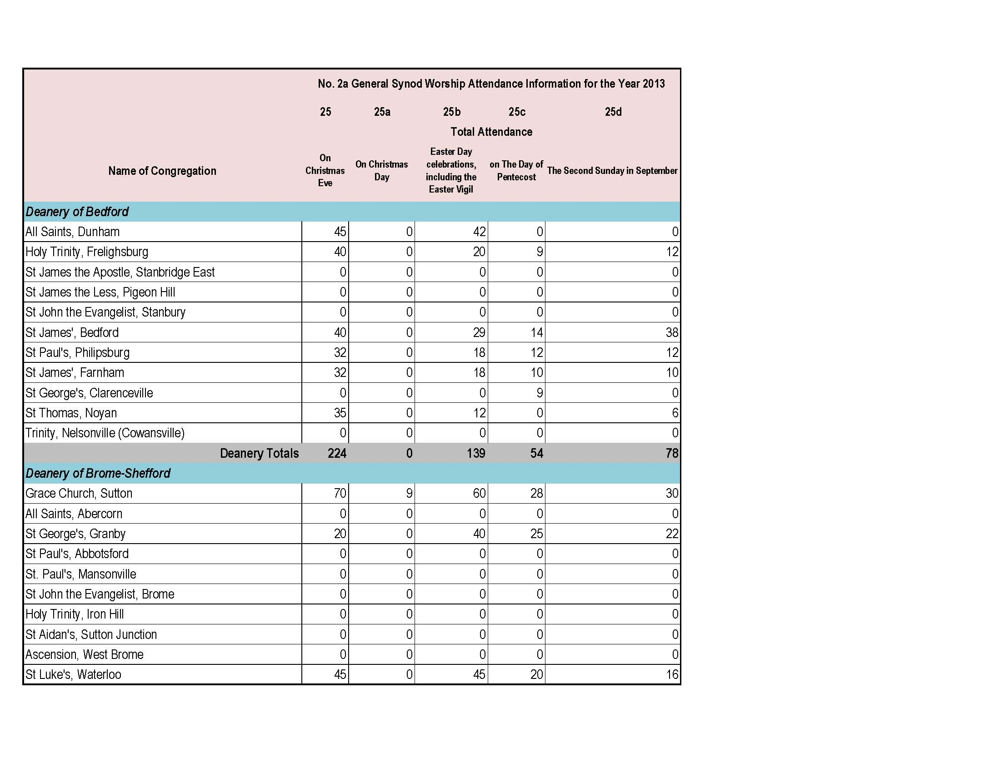 No. 2a General Synod Worship Attendance Information for the Year 2013
25 25a 25b 25c 25d
Total Attendance
Name of Congregation
On
Christmas
Eve
On Christmas
Day
Easter Day
celebrations,
including the
Easter Vigil
on The Day of
Pentecost
The Second Sunday in September
Deanery of Bedford
All Saints, Dunham 45 0 42 0 0
Holy Trinity, Frelighsburg 40 0 20 9 12
St James the Apostle, Stanbridge East 0 0 0 0 0
St James the Less, Pigeon Hill 0 0 0 0 0
St John the Evangelist, Stanbury 0 0 0 0 0
St James', Bedford 40 0 29 14 38
St Paul's, Philipsburg 32 0 18 12 12
St James', Farnham 32 0 18 10 10
St George's, Clarenceville 0 0 0 9 0
St Thomas, Noyan 35 0 12 0 6
Trinity, Nelsonville (Cowansville) 0 0 0 0 0
Deanery Totals 224 0 139 54 78
Deanery of Brome-Shefford
Grace Church, Sutton 70 9 60 28 30
All Saints, Abercorn 0 0 0 0 0
St George's, Granby 20 0 40 25 22
St Paul's, Abbotsford 0 0 0 0 0
St. Paul's, Mansonville 0 0 0 0 0
St John the Evangelist, Brome 0 0 0 0 0
Holy Trinity, Iron Hill 0 0 0 0 0
St Aidan's, Sutton Junction 0 0 0 0 0
Ascension, West Brome 0 0 0 0 0
St Luke's, Waterloo 45 0 45 20 16